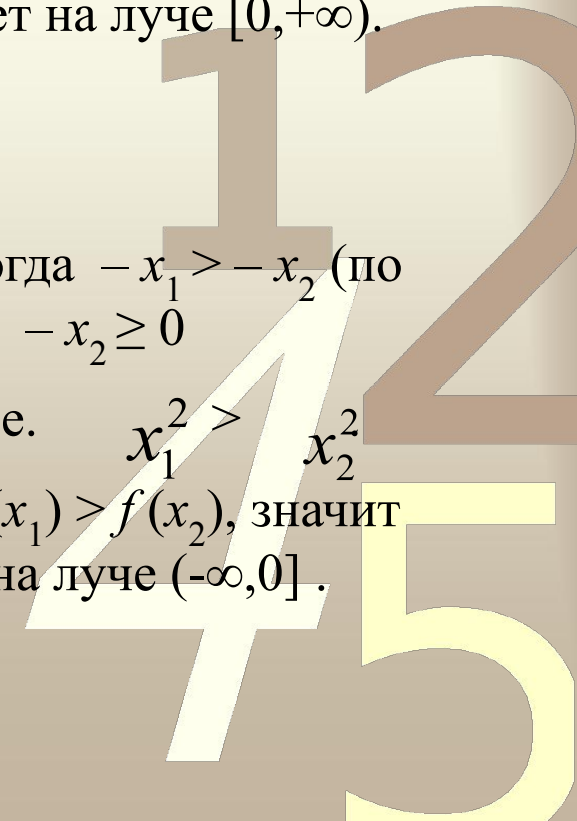 ет на луче [0,+∞).
огда – x₁ > – x₂ (по
– x₂ ≥ 0
е. x₁² > x₂²
(x₁) > f (x₂), значит
на луче (-∞,0] .